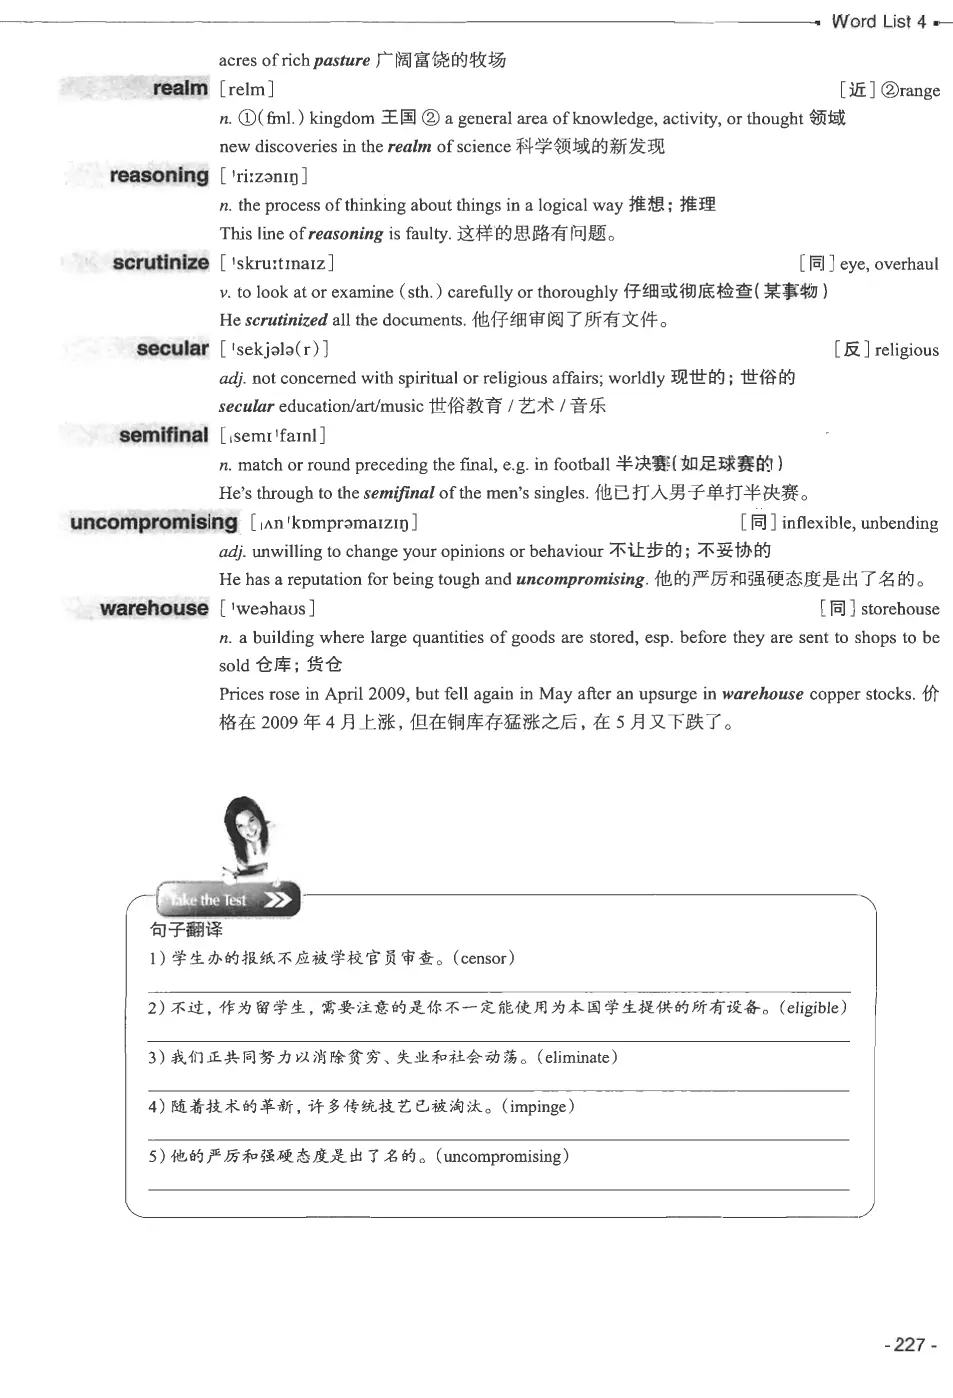 Word List 4
acres of rich pasture 广阔富饶的牧场
realm [relm] [近]②range
n. ①(fml.) kingdom 王国 ② a general area of knowledge, activity, or thought 领域
new discoveries in the realm of science 科学领域的新发现
reasoning [ˈriːzənɪŋ]
n. the process of thinking about things in a logical way 推想；推理
This line of reasoning is faulty. 这样的思路有问题。
scrutinize [ˈskruːtɪnaɪz] [同] eye, overhaul
v. to look at or examine (sth.) carefully or thoroughly 仔细或彻底检查(某事物)
He scrutinized all the documents. 他仔细审阅了所有文件。
secular [ˈsekjələ(r)] [反] religious
adj. not concerned with spiritual or religious affairs; worldly 现世的；世俗的
secular education/art/music 世俗教育 / 艺术 / 音乐
semifinal [ˌsemɪˈfaɪnl]
n. match or round preceding the final, e.g. in football 半决赛(如足球赛的)
He's through to the semifinal of the men's singles. 他已打入男子单打半决赛。
uncompromising [ˌʌnˈkɒmprəmaɪzɪŋ] [同] inflexible, unbending
adj. unwilling to change your opinions or behaviour 不让步的；不妥协的
He has a reputation for being tough and uncompromising. 他的严厉和强硬态度是出了名的。
warehouse [ˈweəhaʊs] [同] storehouse
n. a building where large quantities of goods are stored, esp. before they are sent to shops to be
sold 仓库；货仓
Prices rose in April 2009, but fell again in May after an upsurge in warehouse copper stocks. 价
格在 2009 年 4 月上涨，但在铜库存猛涨之后，在 5 月又下跌了。
Take the Test
句子翻译
1) 学生办的报纸不应被学校官员审查。(censor)
2) 不过，作为留学生，需要注意的是你不一定能使用为本国学生提供的所有设备。(eligible)
3) 我们正共同努力以消除贫穷、失业和社会动荡。(eliminate)
4) 随着技术的革新，许多传统技艺已被淘汰。(impinge)
5) 他的严厉和强硬态度是出了名的。(uncompromising)
- 227 -